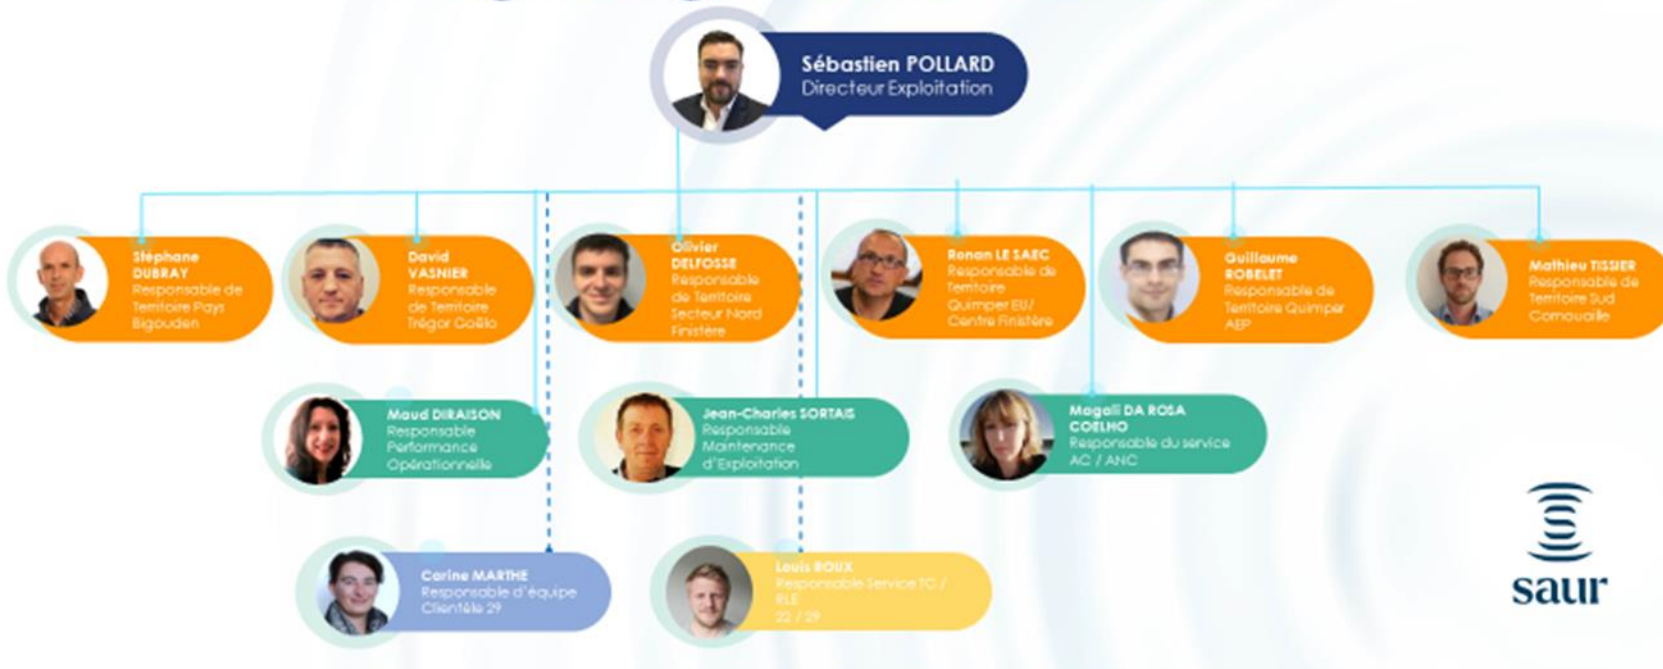 Sébastien POLLARD
Directeur Exploitation
Stéphane
DUBRAY
Responsable de
Territoire Pays
Bigouden
David
VASNIER
Responsable
de Territoire
Trégor Goëlo
Olivier
DELFOSSE
Responsable
de Territoire
Secteur Nord
Finistère
Ronan LE SAEC
Responsable de
Territoire
Quimper EU/
Centre Finistère
Guillaume
ROBELET
Responsable de
Territoire Quimper
AEP
Mathieu TISSIER
Responsable de
Territoire Sud
Cornouaille
Maud DIRAISON
Responsable
Performance
Opérationnelle
Jean-Charles SORTAIS
Responsable
Maintenance
d'Exploitation
Magali DA ROSA
COELHO
Responsable du service
AC / ANC
Carine MARTHE
Responsable d'équipe
Clientèle 29
Louis ROUX
Responsable Service TC /
RLE
22 / 29
saur